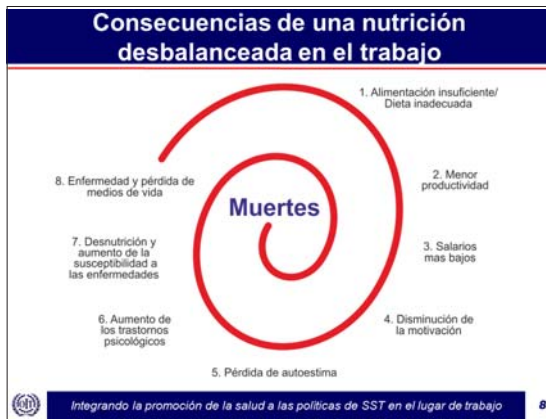 Consecuencias de una nutrición
desbalanceada en el trabajo
1. Alimentación insuficiente/
Dieta inadecuada
2. Menor
productividad
3. Salarios
mas bajos
4. Disminución de
la motivación
5. Pérdida de autoestima
6. Aumento de
los trastornos
psicológicos
7. Desnutrición y
aumento de la
susceptibilidad a
las enfermedades
8. Enfermedad y pérdida de
medios de vida
Muertes
Integrando la promoción de la salud a las políticas de SST en el lugar de trabajo
8